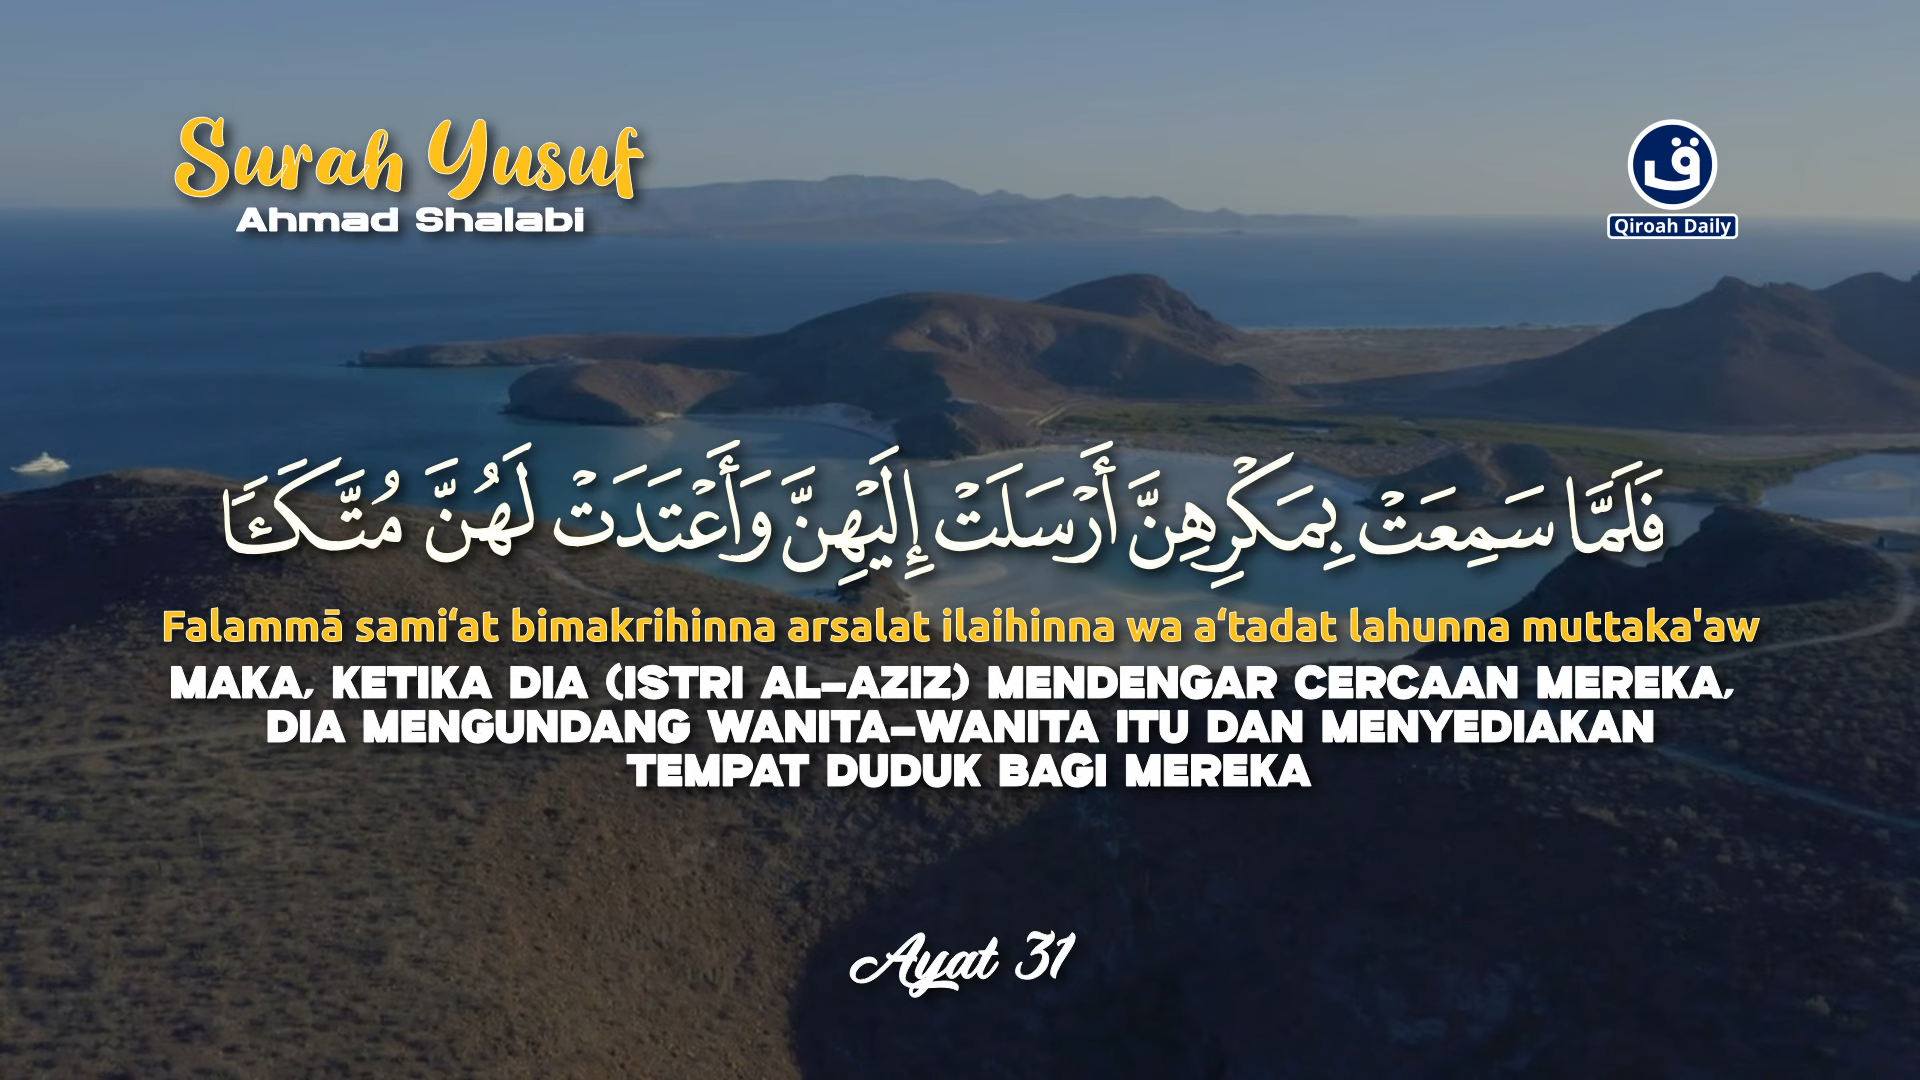 Surah Yusuf
Ahmad Shalabi
ق
Qiroah Daily
فَلَمَّا سَمِعَتْ بِمَكْرِهِنَّ أَرْسَلَتْ إِلَيْهِنَّ وَأَعْتَدَتْ لَهُنَّ مُتَّكَـًٔا
Falammā sami‘at bimakrihinna arsalat ilaihinna wa a‘tadat lahunna muttaka'aw
MAKA, KETIKA DIA (ISTRI AL-AZIZ) MENDENGAR CERCAAN MEREKA,
DIA MENGUNDANG WANITA-WANITA ITU DAN MENYEDIAKAN
TEMPAT DUDUK BAGI MEREKA
Ayat 31